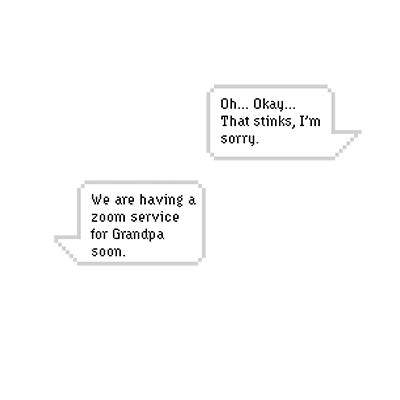 Oh... Okay...
That stinks, I'm
sorry.
We are having a
zoom service
for Grandpa
soon.